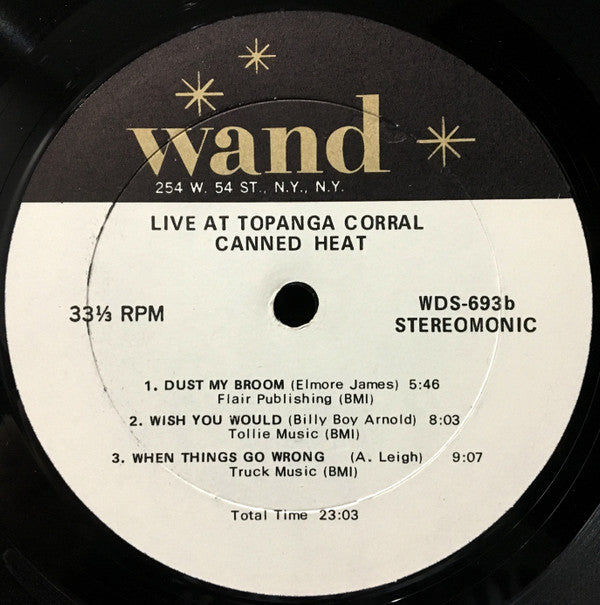 wand
254 W. 54 ST., N.Y., N.Y.
LIVE AT TOPANGA CORRAL
CANNED HEAT
33⅓ RPM
WDS-693b
STEREOMONIC
1. DUST MY BROOM (Elmore James) 5:46
Flair Publishing (BMI)
2. WISH YOU WOULD (Billy Boy Arnold) 8:03
Tollie Music (BMI)
3. WHEN THINGS GO WRONG (A. Leigh) 9:07
Truck Music (BMI)
Total Time 23:03